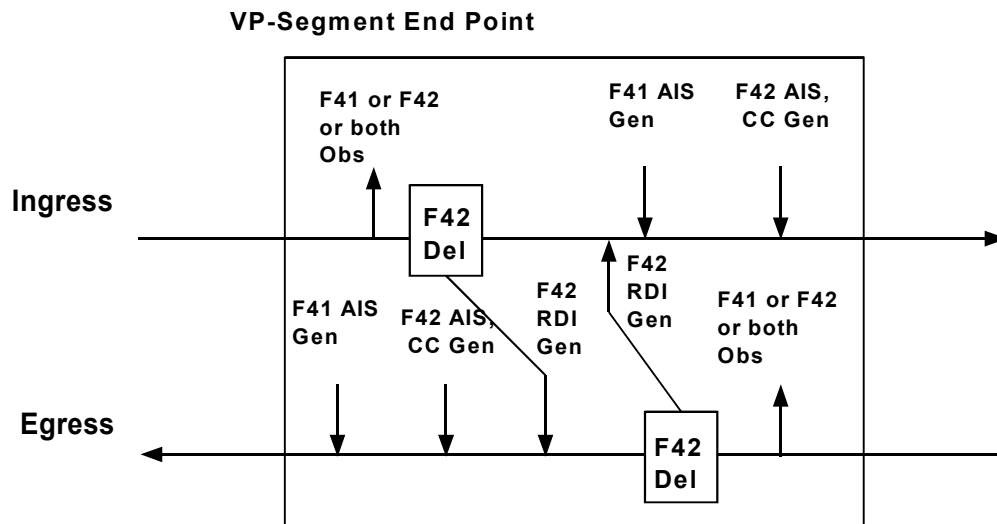 VP-Segment End Point
F41 or F42
or both
Obs
F41 AIS
Gen
F42 AIS,
CC Gen
Ingress
F42
Del
F41 AIS
Gen
F42 AIS,
CC Gen
F42
RDI
Gen
F42
RDI
Gen
F41 or F42
or both
Obs
Egress
F42
Del